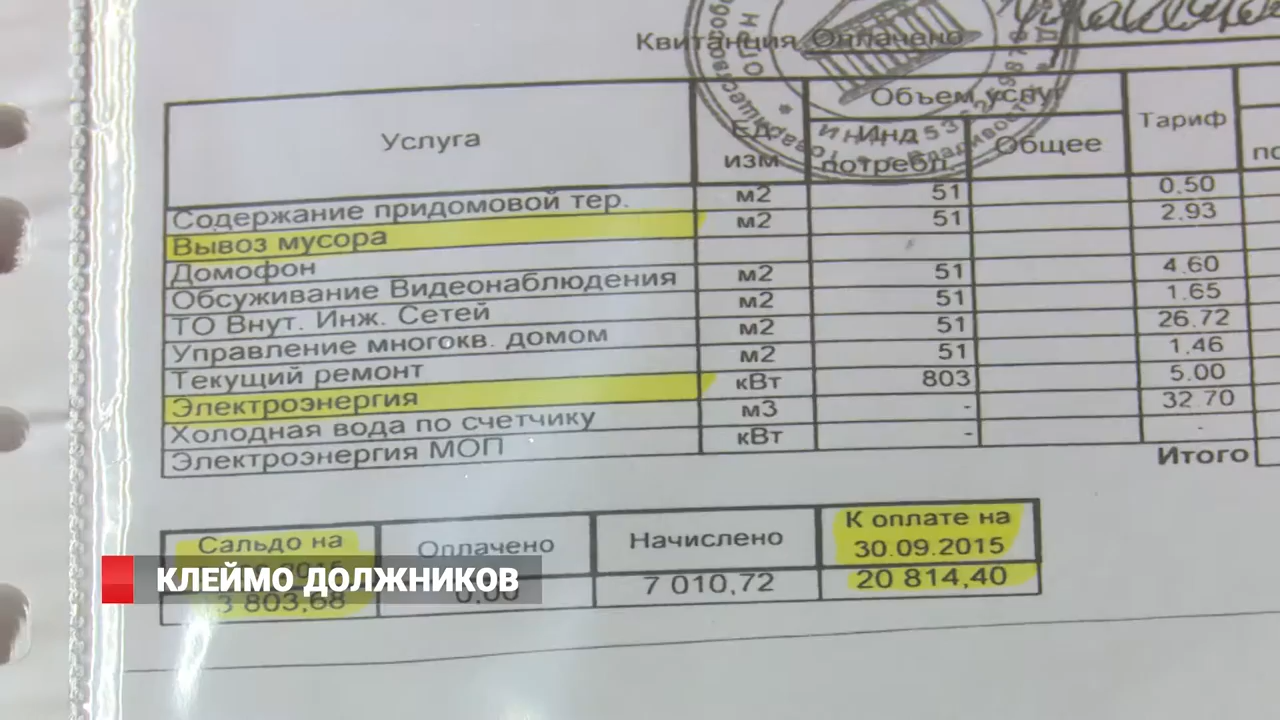 Квитанция Оплачено
Услуга
Ед. изм
Объем услуг
Инд. потребл.
Общее
Тариф
Содержание придомовой тер. м2 51 0.50
Вывоз мусора м2 51 2.93
Домофон
Обсуживание Видеонаблюдения м2 51 4.60
ТО Внут. Инж. Сетей м2 51 1.65
Управление многокв. домом м2 51 26.72
Текущий ремонт м2 51 1.46
Электроэнергия кВт 803 5.00
Холодная вода по счетчику м3 - 32.70
Электроэнергия МОП кВт - -
Итого
Сальдо на
Оплачено
Начислено
К оплате на
30.09.2015
3 803,68 0,00 7 010,72 20 814,40
КЛЕЙМО ДОЛЖНИКОВ